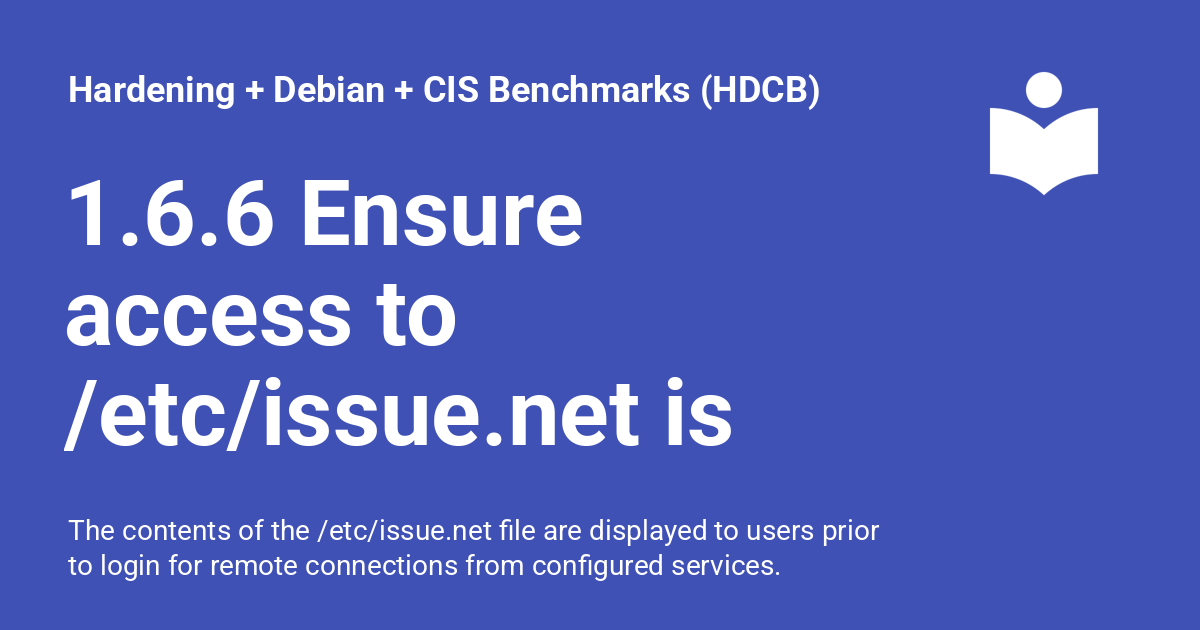 Hardening + Debian + CIS Benchmarks (HDCB)
1.6.6 Ensure
access to
/etc/issue.net is
The contents of the /etc/issue.net file are displayed to users prior
to login for remote connections from configured services.